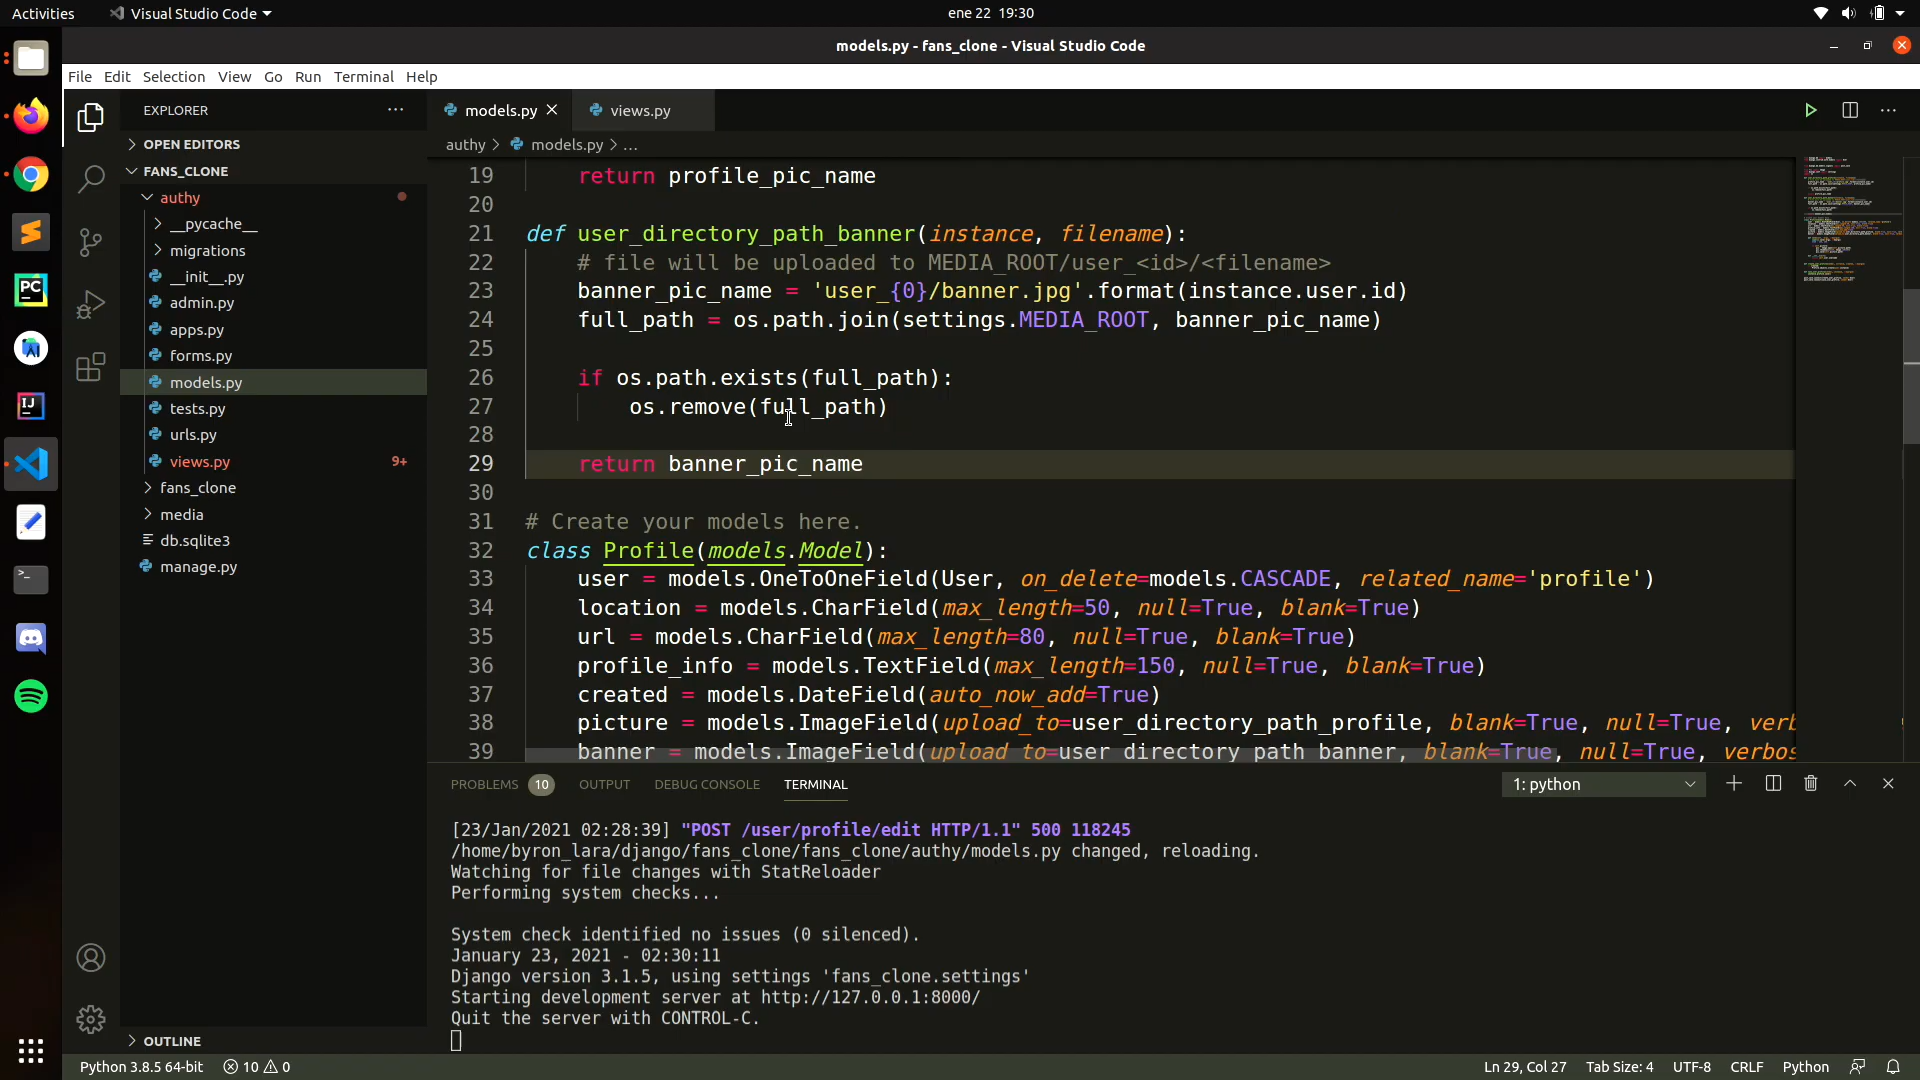 Activities
Visual Studio Code
ene 22 19:30
models.py - fans_clone - Visual Studio Code
File Edit Selection View Go Run Terminal Help
EXPLORER
OPEN EDITORS
FANS_CLONE
authy
__pycache__
migrations
__init__.py
admin.py
apps.py
forms.py
models.py
tests.py
urls.py
views.py 9+
fans_clone
media
db.sqlite3
manage.py
OUTLINE
models.py
views.py
authy > models.py > ...
19 return profile_pic_name
20
21 def user_directory_path_banner(instance, filename):
22 # file will be uploaded to MEDIA_ROOT/user_<id>/<filename>
23 banner_pic_name = 'user_{0}/banner.jpg'.format(instance.user.id)
24 full_path = os.path.join(settings.MEDIA_ROOT, banner_pic_name)
25
26 if os.path.exists(full_path):
27 os.remove(full_path)
28
29 return banner_pic_name
30
31 # Create your models here.
32 class Profile(models.Model):
33 user = models.OneToOneField(User, on_delete=models.CASCADE, related_name='profile')
34 location = models.CharField(max_length=50, null=True, blank=True)
35 url = models.CharField(max_length=80, null=True, blank=True)
36 profile_info = models.TextField(max_length=150, null=True, blank=True)
37 created = models.DateField(auto_now_add=True)
38 picture = models.ImageField(upload_to=user_directory_path_profile, blank=True, null=True, verb
39 banner = models.ImageField(upload_to=user_directory_path_banner, blank=True, null=True, verbos
PROBLEMS 10 OUTPUT DEBUG CONSOLE TERMINAL
1: python
[23/Jan/2021 02:28:39] "POST /user/profile/edit HTTP/1.1" 500 118245
/home/byron_lara/django/fans_clone/fans_clone/authy/models.py changed, reloading.
Watching for file changes with StatReloader
Performing system checks...
System check identified no issues (0 silenced).
January 23, 2021 - 02:30:11
Django version 3.1.5, using settings 'fans_clone.settings'
Starting development server at http://127.0.0.1:8000/
Quit the server with CONTROL-C.
Python 3.8.5 64-bit 10 0
Ln 29, Col 27 Tab Size: 4 UTF-8 CRLF Python